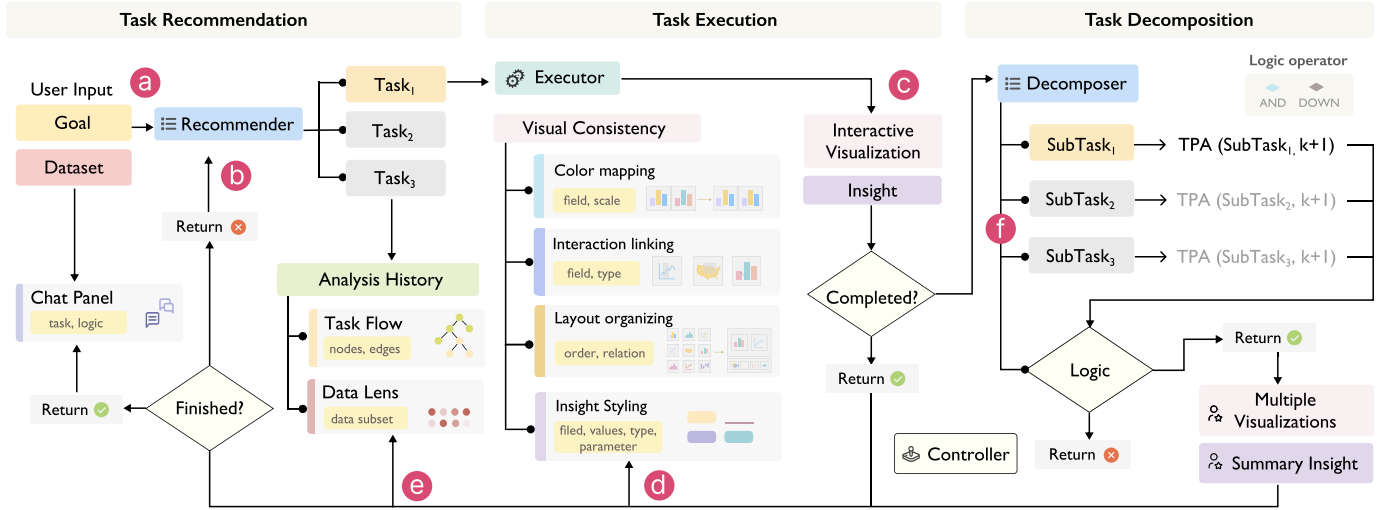 Task Recommendation
Task Execution
Task Decomposition
a
User Input
Goal
Dataset
Recommender
b
Return
Task1
Task2
Task3
Chat Panel
task, logic
Return
Finished?
Analysis History
Task Flow
nodes, edges
Data Lens
data subset
e
Executor
Visual Consistency
Color mapping
field, scale
Interaction linking
field, type
Layout organizing
order, relation
Insight Styling
filed, values, type,
parameter
d
c
Interactive
Visualization
Insight
Completed?
Return
Decomposer
Logic operator
AND
DOWN
SubTask1
TPA (SubTask1, k+1)
SubTask2
TPA (SubTask2, k+1)
f
SubTask3
TPA (SubTask3, k+1)
Logic
Return
Return
Multiple
Visualizations
Summary Insight
Controller